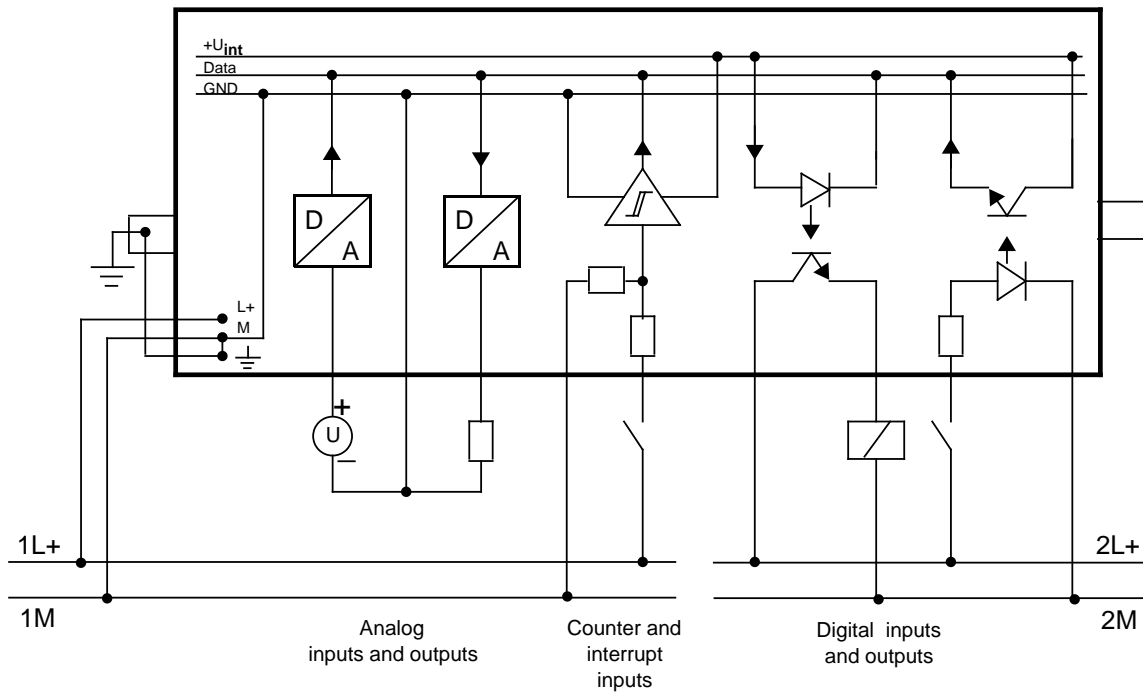 +Uint
Data
GND
D
A
D
A
L+
M
+
U
–
1L+
2L+
1M
2M
Analog
inputs and outputs
Counter and
interrupt
inputs
Digital inputs
and outputs